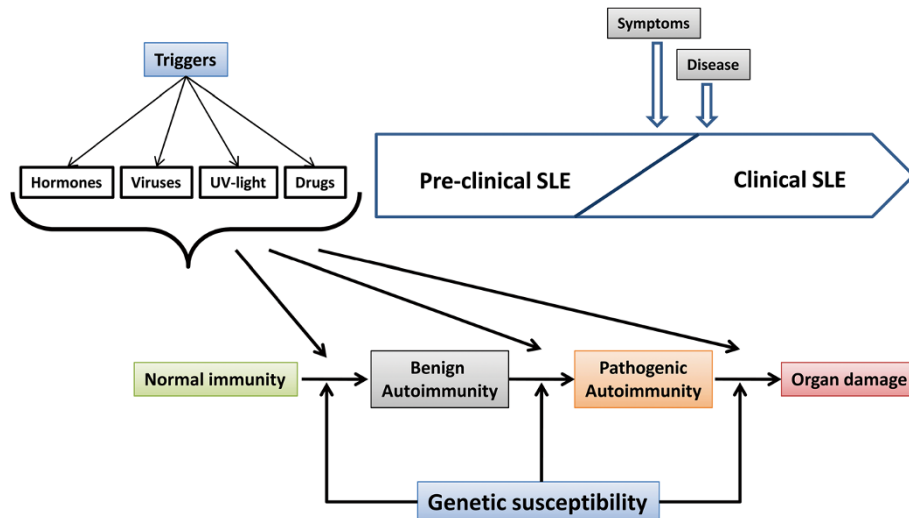 Symptoms
Triggers
Disease
Hormones
Viruses
UV-light
Drugs
Pre-clinical SLE
Clinical SLE
Normal immunity
Benign
Autoimmunity
Pathogenic
Autoimmunity
Organ damage
Genetic susceptibility